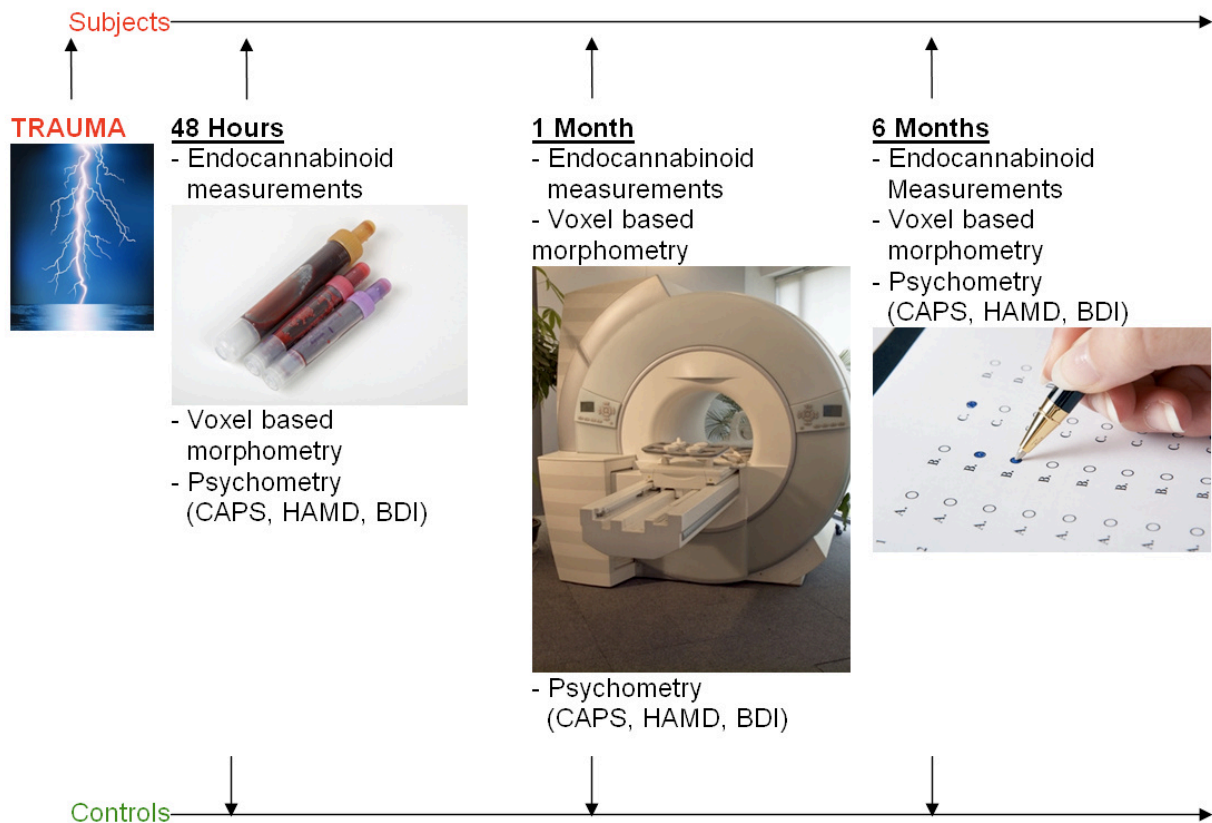 Subjects
TRAUMA
48 Hours
- Endocannabinoid
measurements
- Voxel based
morphometry
- Psychometry
(CAPS, HAMD, BDI)
1 Month
- Endocannabinoid
measurements
- Voxel based
morphometry
- Psychometry
(CAPS, HAMD, BDI)
6 Months
- Endocannabinoid
Measurements
- Voxel based
morphometry
- Psychometry
(CAPS, HAMD, BDI)
Controls